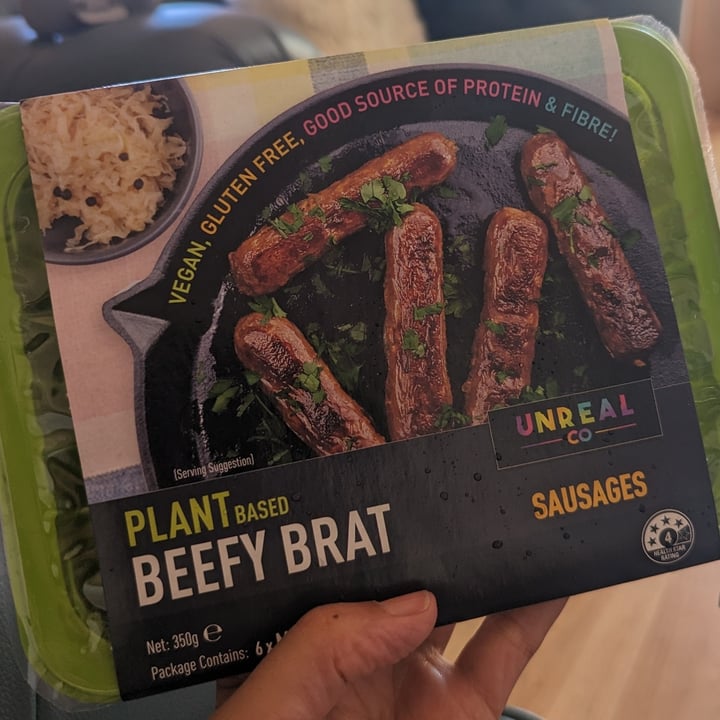 VEGAN, GLUTEN FREE, GOOD SOURCE OF PROTEIN & FIBRE!
(Serving Suggestion)
UNREAL
CO
PLANT BASED
BEEFY BRAT
SAUSAGES
4
HEALTH STAR
RATING
Net: 350g e
Package Contains: 6 x